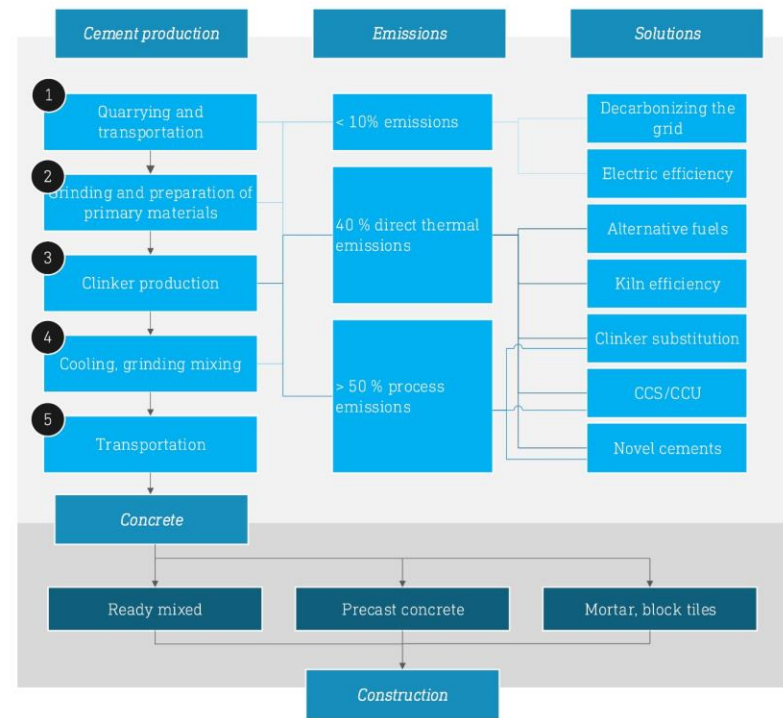 Cement production
Emissions
Solutions
1
Quarrying and
transportation
< 10% emissions
Decarbonizing the
grid
Electric efficiency
2
Grinding and preparation of
primary materials
40 % direct thermal
emissions
Alternative fuels
3
Clinker production
Kiln efficiency
4
Cooling, grinding mixing
> 50 % process
emissions
Clinker substitution
CCS/CCU
5
Transportation
Novel cements
Concrete
Ready mixed
Precast concrete
Mortar, block tiles
Construction